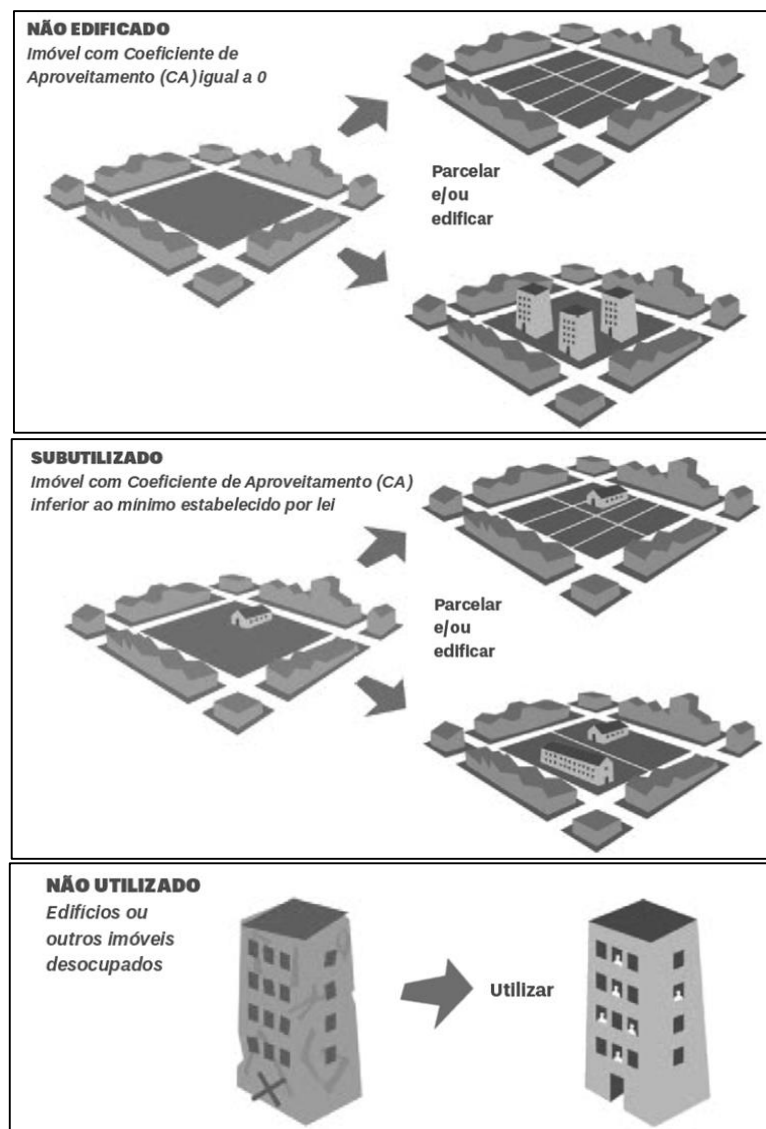 NÃO EDIFICADO
Imóvel com Coeficiente de
Aproveitamento (CA) igual a 0
Parcelar
e/ou
edificar
SUBUTILIZADO
Imóvel com Coeficiente de Aproveitamento (CA)
inferior ao mínimo estabelecido por lei
Parcelar
e/ou
edificar
NÃO UTILIZADO
Edifícios ou
outros imóveis
desocupados
Utilizar